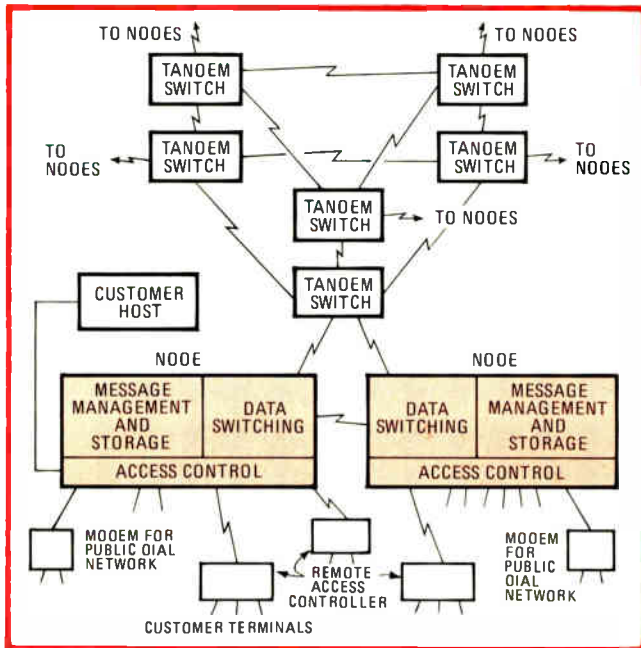 TO NOOES
TO NOOES
TANOEM
SWITCH
TANOEM
SWITCH
TO
NOOES
TANOEM
SWITCH
TANOEM
SWITCH
TO
NOOES
TANOEM
SWITCH
TO NOOES
TANOEM
SWITCH
CUSTOMER
HOST
NOOE
NOOE
MESSAGE
MANAGEMENT
AND
STORAGE
DATA
SWITCHING
ACCESS CONTROL
DATA
SWITCHING
MESSAGE
MANAGEMENT
AND
STORAGE
ACCESS CONTROL
MOOEM FOR
PUBLIC OIAL
NETWORK
REMOTE
ACCESS
CONTROLLER
MOOEM
FOR
PUBLIC
OIAL
NETWORK
CUSTOMER TERMINALS